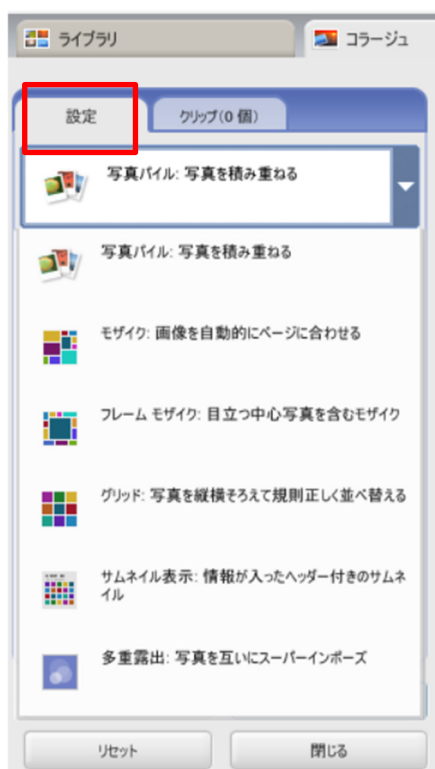 ライブラリ
コラージュ
設定
クリップ(0 個)
写真パイル: 写真を積み重ねる
写真パイル: 写真を積み重ねる
モザイク: 画像を自動的にページに合わせる
フレーム モザイク: 目立つ中心写真を含むモザイク
グリッド: 写真を縦横そろえて規則正しく並べ替える
サムネイル表示: 情報が入ったヘッダー付きのサムネ
イル
多重露出: 写真を互いにスーパーインポーズ
リセット
閉じる